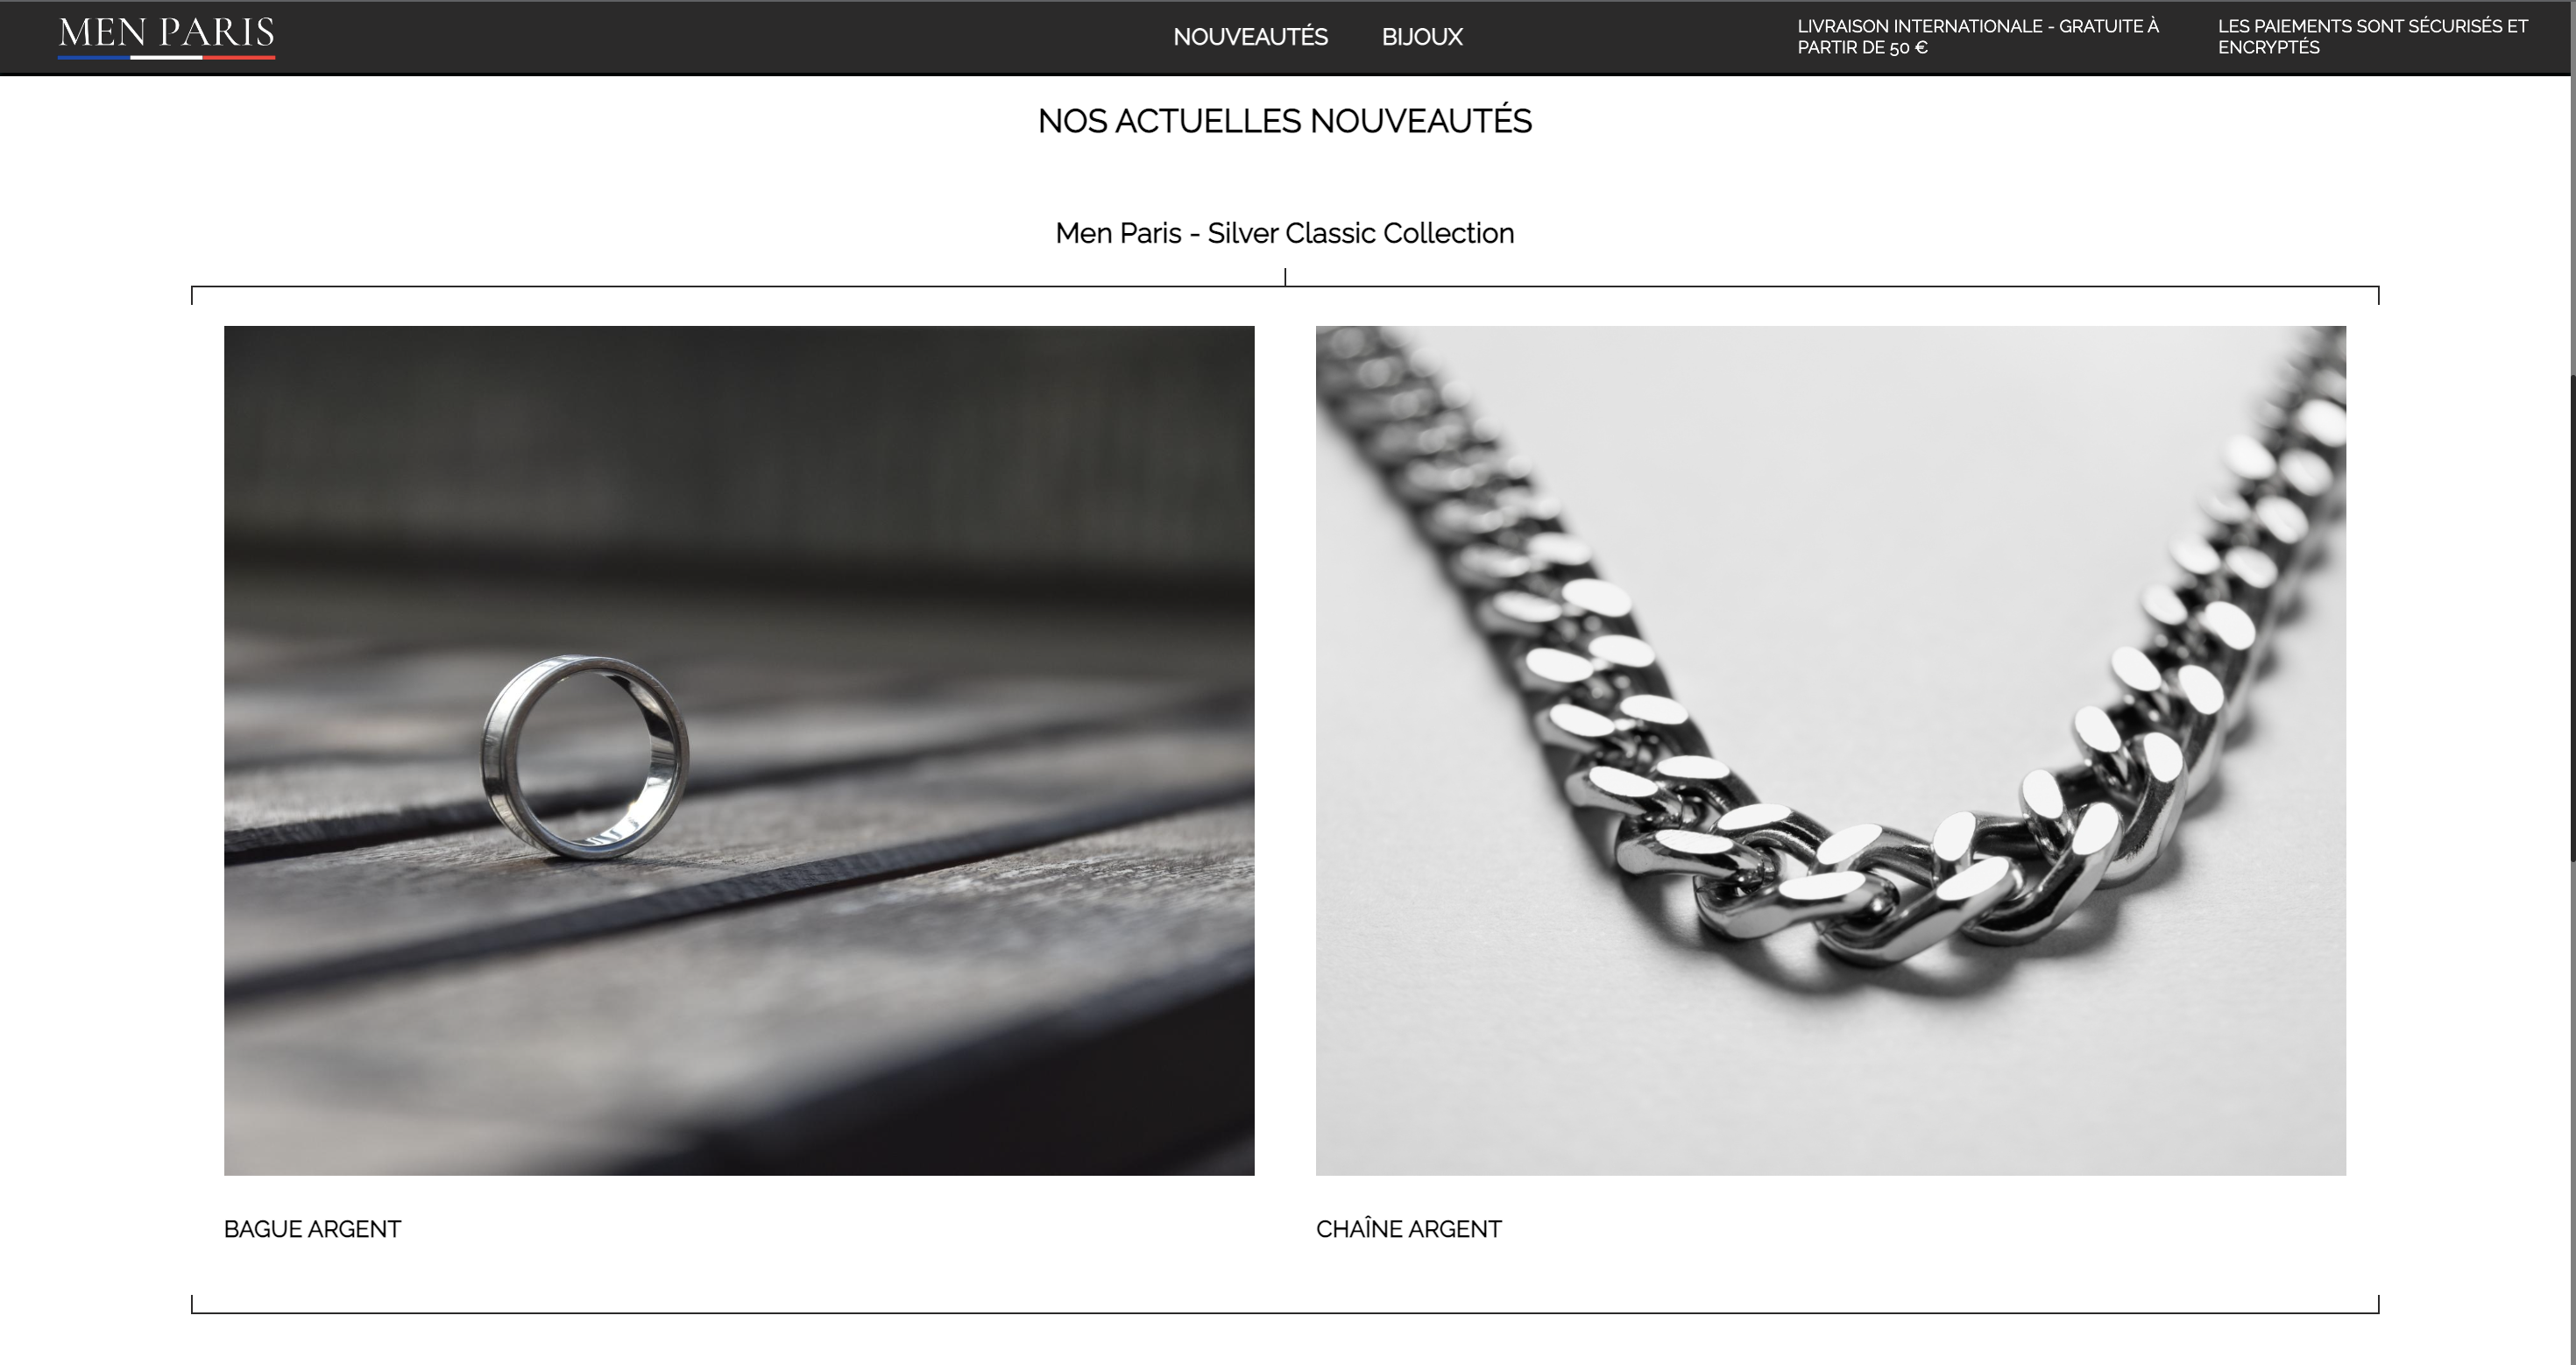 MEN PARIS
NOUVEAUTÉS
BIJOUX
LIVRAISON INTERNATIONALE - GRATUITE À
PARTIR DE 50 €
LES PAIEMENTS SONT SÉCURISÉS ET
ENCRYPTÉS
NOS ACTUELLES NOUVEAUTÉS
Men Paris - Silver Classic Collection
BAGUE ARGENT
CHAÎNE ARGENT